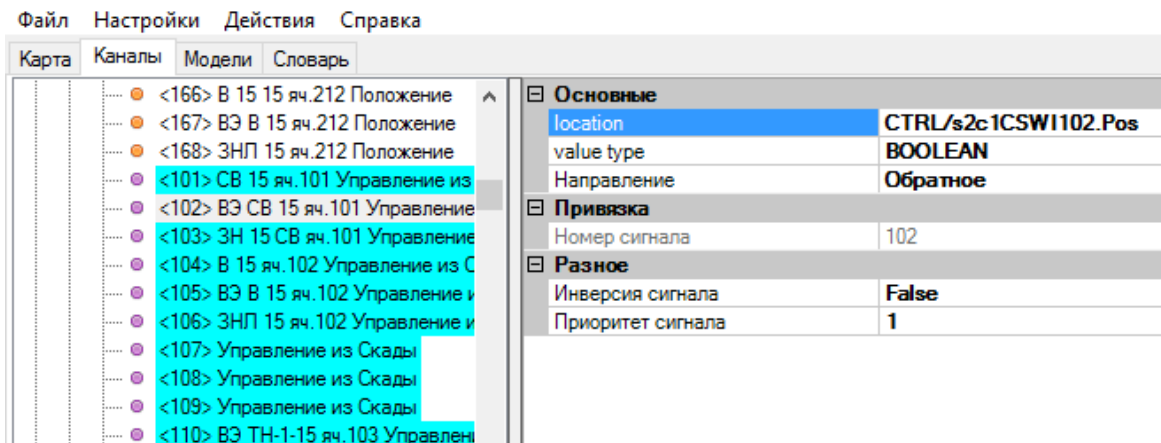 Файл Настройки Действия Справка
Карта Каналы Модели Словарь
<166> В 15 15 яч.212 Положение
<167> ВЭ В 15 яч.212 Положение
<168> ЗНЛ 15 яч.212 Положение
<101> СВ 15 яч.101 Управление из
<102> ВЭ СВ 15 яч.101 Управление
<103> ЗН 15 СВ яч.101 Управление
<104> В 15 яч.102 Управление из С
<105> ВЭ В 15 яч.102 Управление и
<106> ЗНЛ 15 яч.102 Управление и
<107> Управление из Скады
<108> Управление из Скады
<109> Управление из Скады
<110> ВЭ ТН-1-15 яч.103 Управлени
Основные
location CTRL/s2c1CSWI102.Pos
value type BOOLEAN
Направление Обратное
Привязка
Номер сигнала 102
Разное
Инверсия сигнала False
Приоритет сигнала 1